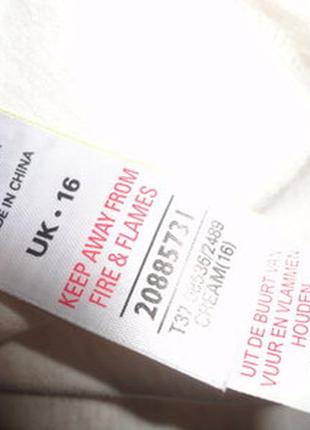 DE IN CHINA
UK • 16
KEEP AWAY FROM
FIRE & FLAMES
20885731
CREAM(16)
UIT DE BUURT VAN
VUUR EN VLAMMEN
HOUDEN